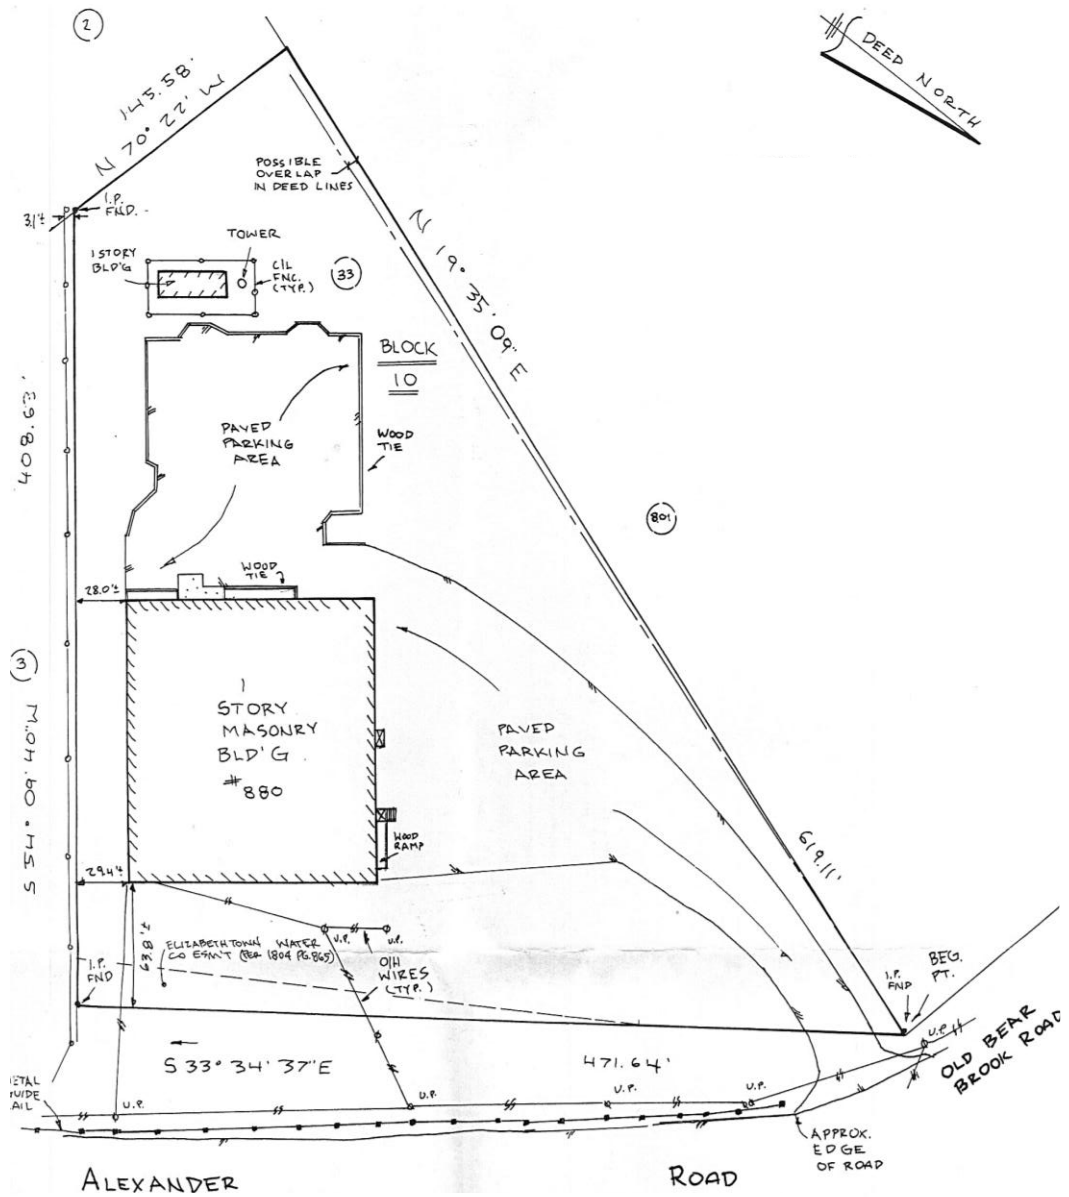 2
DEED NORTH
145.58'
N 70° 22' W
POSSIBLE
OVERLAP
IN DEED LINES
I.P.
FND.
3.1'±
TOWER
1 STORY
BLD'G
C/L
FNC.
(TYP.)
33
N 19° 35' 09" E
BLOCK
10
408.63'
PAVED
PARKING
AREA
WOOD
TIE
801
WOOD
TIE
28.0'±
3
1
STORY
MASONRY
BLD'G
#880
PAVED
PARKING
AREA
WOOD
RAMP
619.11'
29.4'±
63.8'±
ELIZABETHTOWN WATER
CO ESM'T (PER 1804 PG. 865)
U.P.
U.P.
O/H
WIRES
(TYP.)
I.P.
FND
I.P.
FND
BEG.
PT.
U.P.
OLD BEAR
BROOK ROAD
S 33° 34' 37" E
471.64'
U.P.
U.P.
U.P.
U.P.
APPROX.
EDGE
OF ROAD
ALEXANDER ROAD